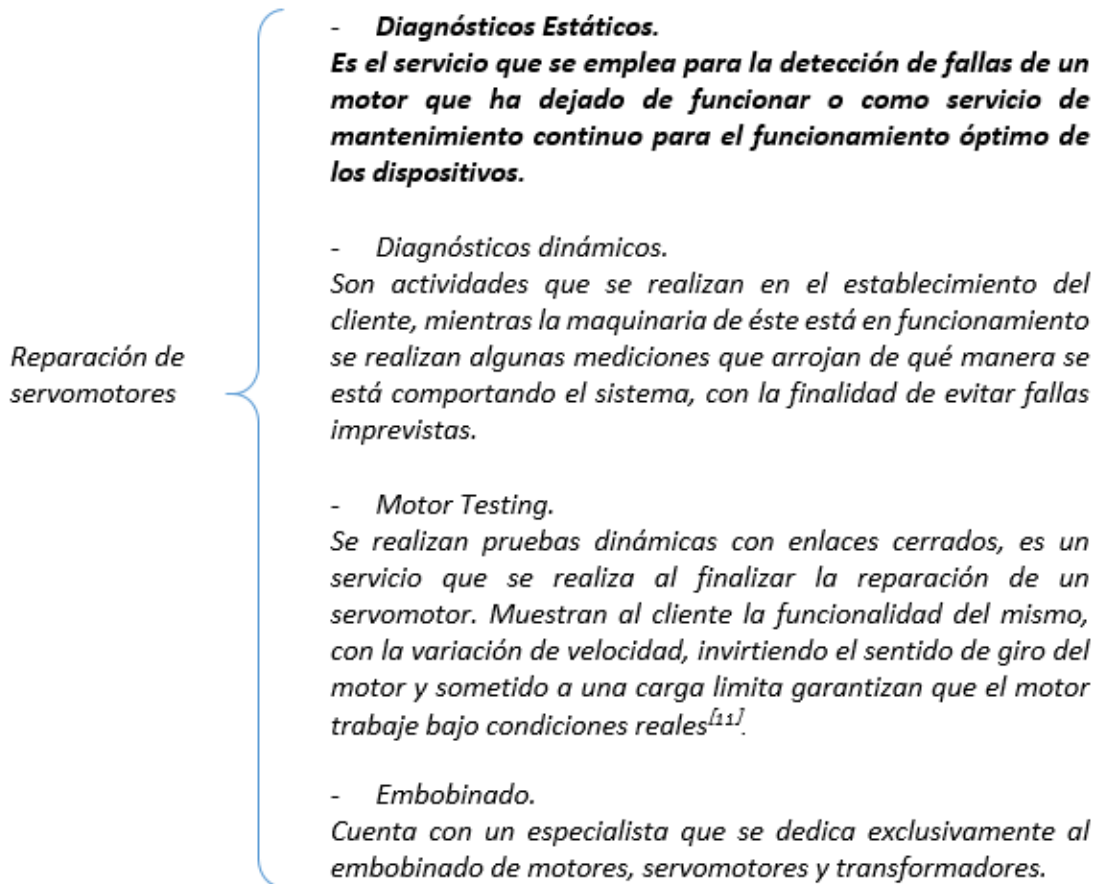 Reparación de
servomotores
- Diagnósticos Estáticos.
Es el servicio que se emplea para la detección de fallas de un
motor que ha dejado de funcionar o como servicio de
mantenimiento continuo para el funcionamiento óptimo de
los dispositivos.
- Diagnósticos dinámicos.
Son actividades que se realizan en el establecimiento del
cliente, mientras la maquinaria de éste está en funcionamiento
se realizan algunas mediciones que arrojan de qué manera se
está comportando el sistema, con la finalidad de evitar fallas
imprevistas.
- Motor Testing.
Se realizan pruebas dinámicas con enlaces cerrados, es un
servicio que se realiza al finalizar la reparación de un
servomotor. Muestran al cliente la funcionalidad del mismo,
con la variación de velocidad, invirtiendo el sentido de giro del
motor y sometido a una carga limita garantizan que el motor
trabaje bajo condiciones reales[11].
- Embobinado.
Cuenta con un especialista que se dedica exclusivamente al
embobinado de motores, servomotores y transformadores.